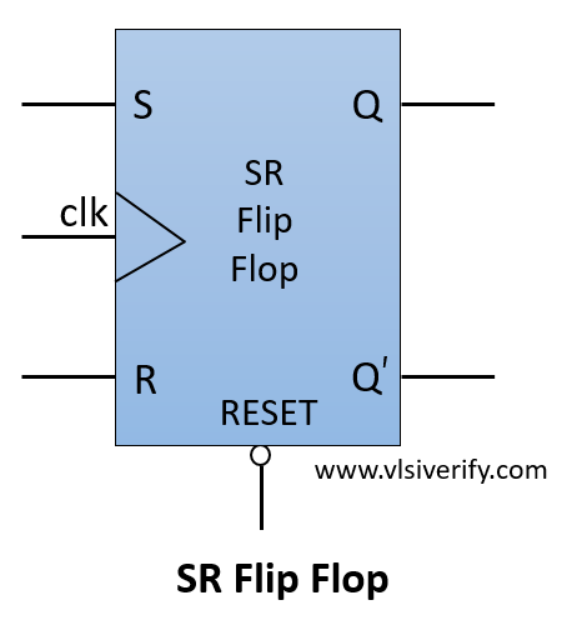 S
Q
SR
clk
Flip
Flop
R
Q'
RESET
www.vlsiverify.com
SR Flip Flop